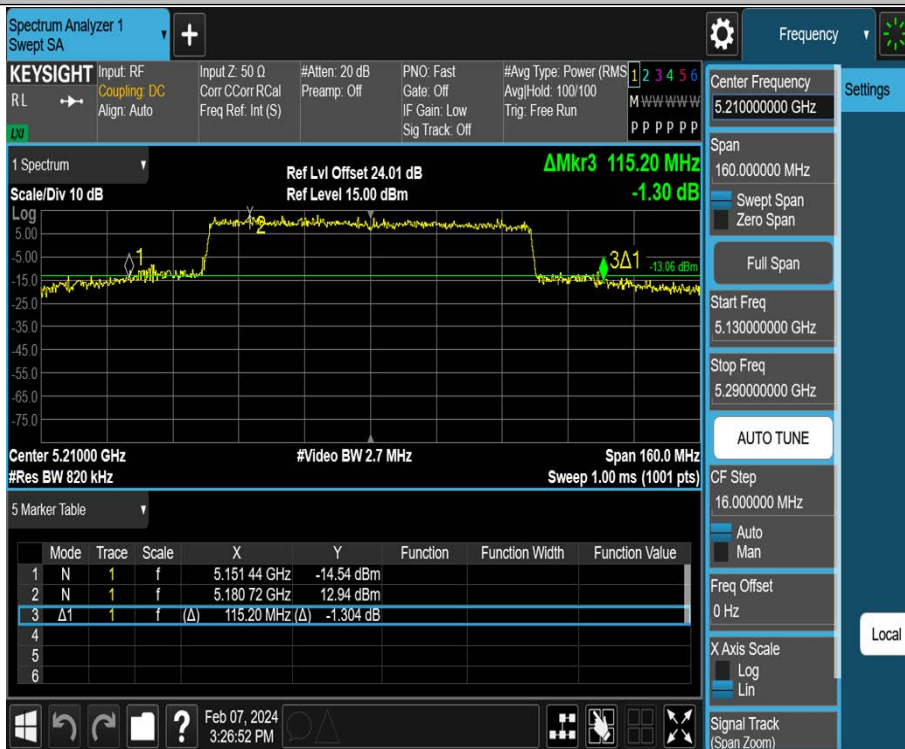 Spectrum Analyzer 1
Swept SA
+
Frequency
KEYSIGHT
RL
LXI
Input: RF
Coupling: DC
Align: Auto
Input Z: 50 Ω
Corr CCorr RCal
Freq Ref: Int (S)
#Atten: 20 dB
Preamp: Off
PNO: Fast
Gate: Off
IF Gain: Low
Sig Track: Off
#Avg Type: Power (RMS
Avg|Hold: 100/100
Trig: Free Run
1 2 3 4 5 6
M W W W W W
P P P P P P
1 Spectrum
Scale/Div 10 dB
Ref Lvl Offset 24.01 dB
Ref Level 15.00 dBm
ΔMkr3 115.20 MHz
-1.30 dB
Log
5.00
-5.00
-15.0
-25.0
-35.0
-45.0
-55.0
-65.0
-75.0
1
2
3Δ1
-13.06 dBm
Center 5.21000 GHz
#Res BW 820 kHz
#Video BW 2.7 MHz
Span 160.0 MHz
Sweep 1.00 ms (1001 pts)
5 Marker Table
Mode Trace Scale X Y Function Function Width Function Value
1 N 1 f 5.151 44 GHz -14.54 dBm
2 N 1 f 5.180 72 GHz 12.94 dBm
3 Δ1 1 f (Δ) 115.20 MHz (Δ) -1.304 dB
4
5
6
?
Feb 07, 2024
3:26:52 PM
Center Frequency
5.210000000 GHz
Span
160.000000 MHz
Swept Span
Zero Span
Full Span
Start Freq
5.130000000 GHz
Stop Freq
5.290000000 GHz
AUTO TUNE
CF Step
16.000000 MHz
Auto
Man
Freq Offset
0 Hz
X Axis Scale
Log
Lin
Signal Track
(Span Zoom)
Settings
Local